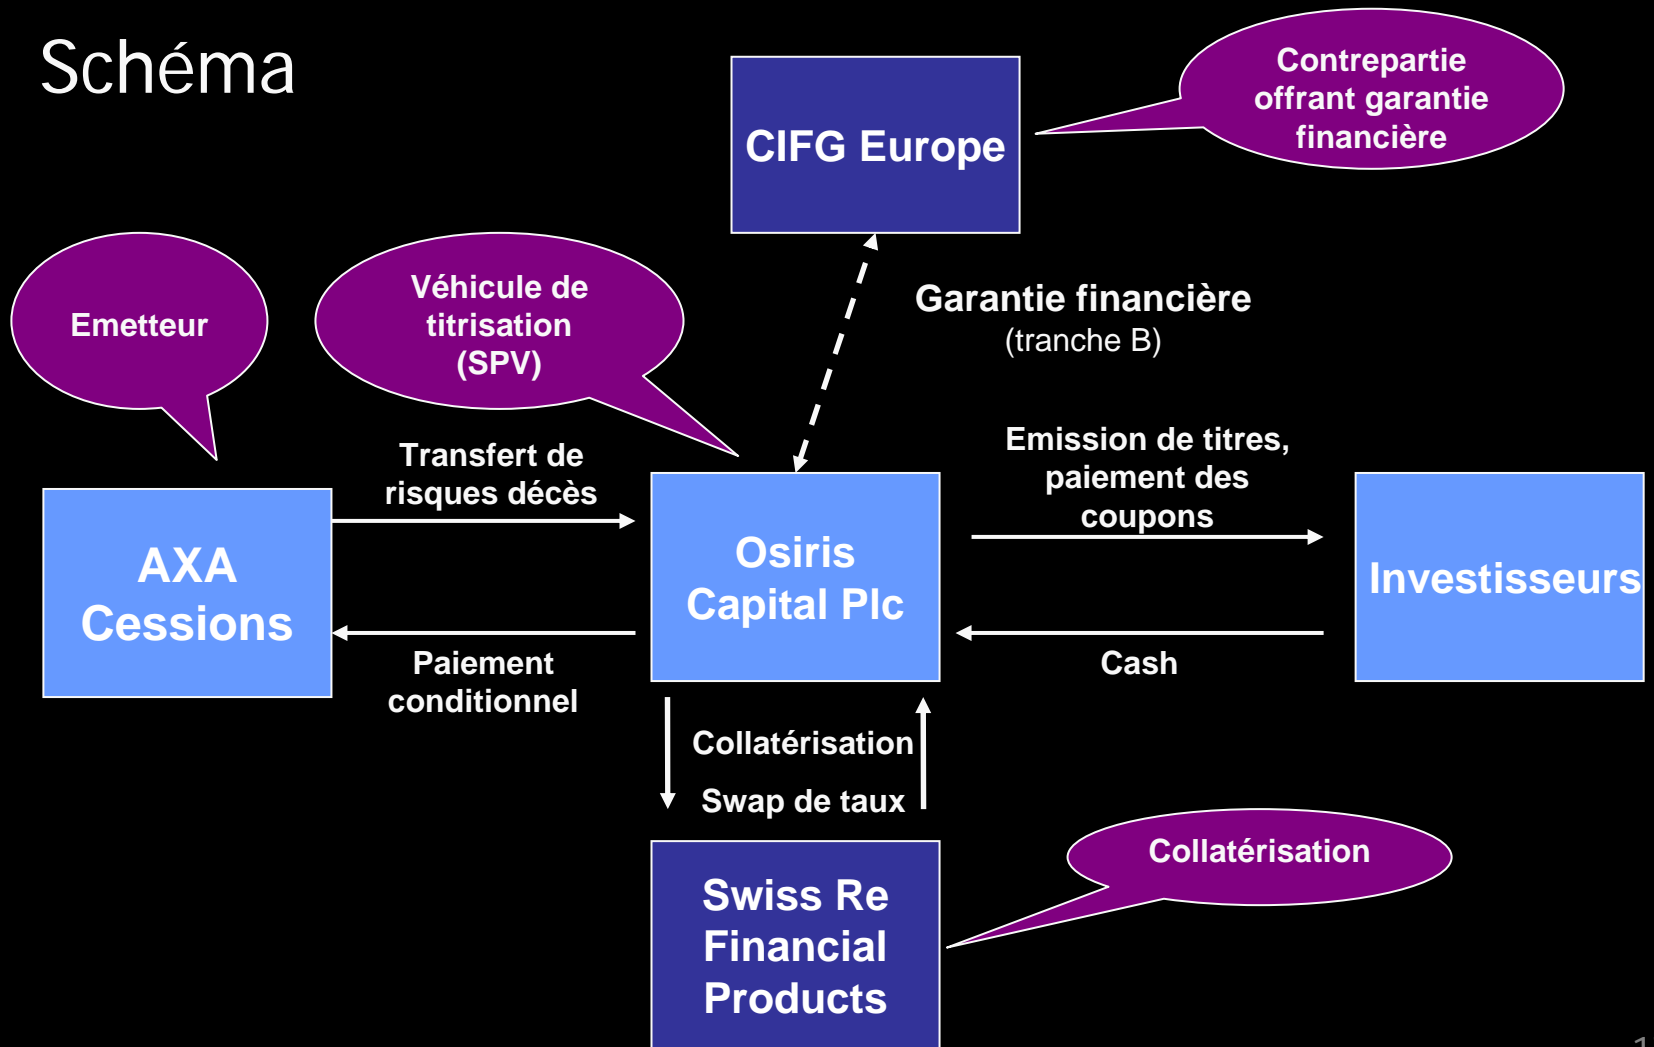 Schéma
CIFG Europe
Contrepartie
offrant garantie
financière
Emetteur
Véhicule de
titrisation
(SPV)
Garantie financière
(tranche B)
Transfert de
risques décès
Emission de titres,
paiement des
coupons
AXA
Cessions
Osiris
Capital Plc
Investisseurs
Paiement
conditionnel
Cash
Collatérisation
Swap de taux
Collatérisation
Swiss Re
Financial
Products